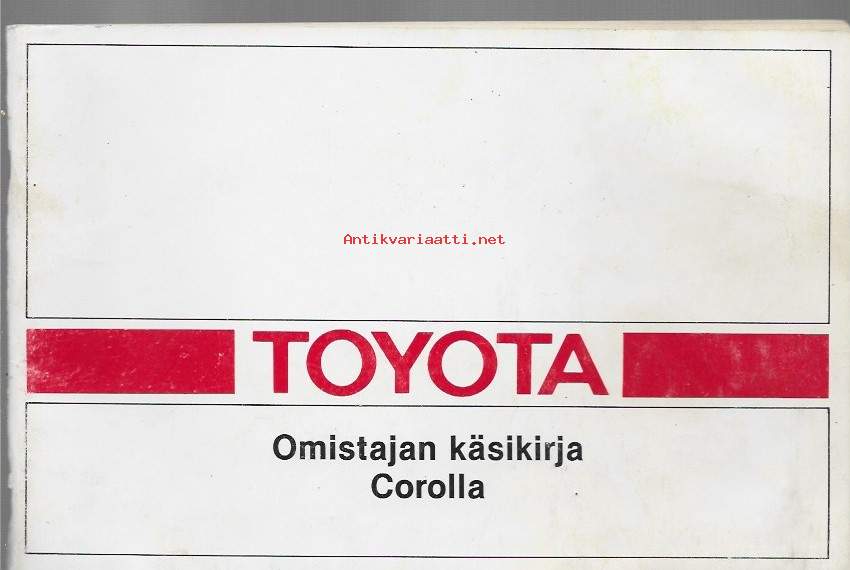 Antikvariaatti.net
TOYOTA
Omistajan käsikirja
Corolla